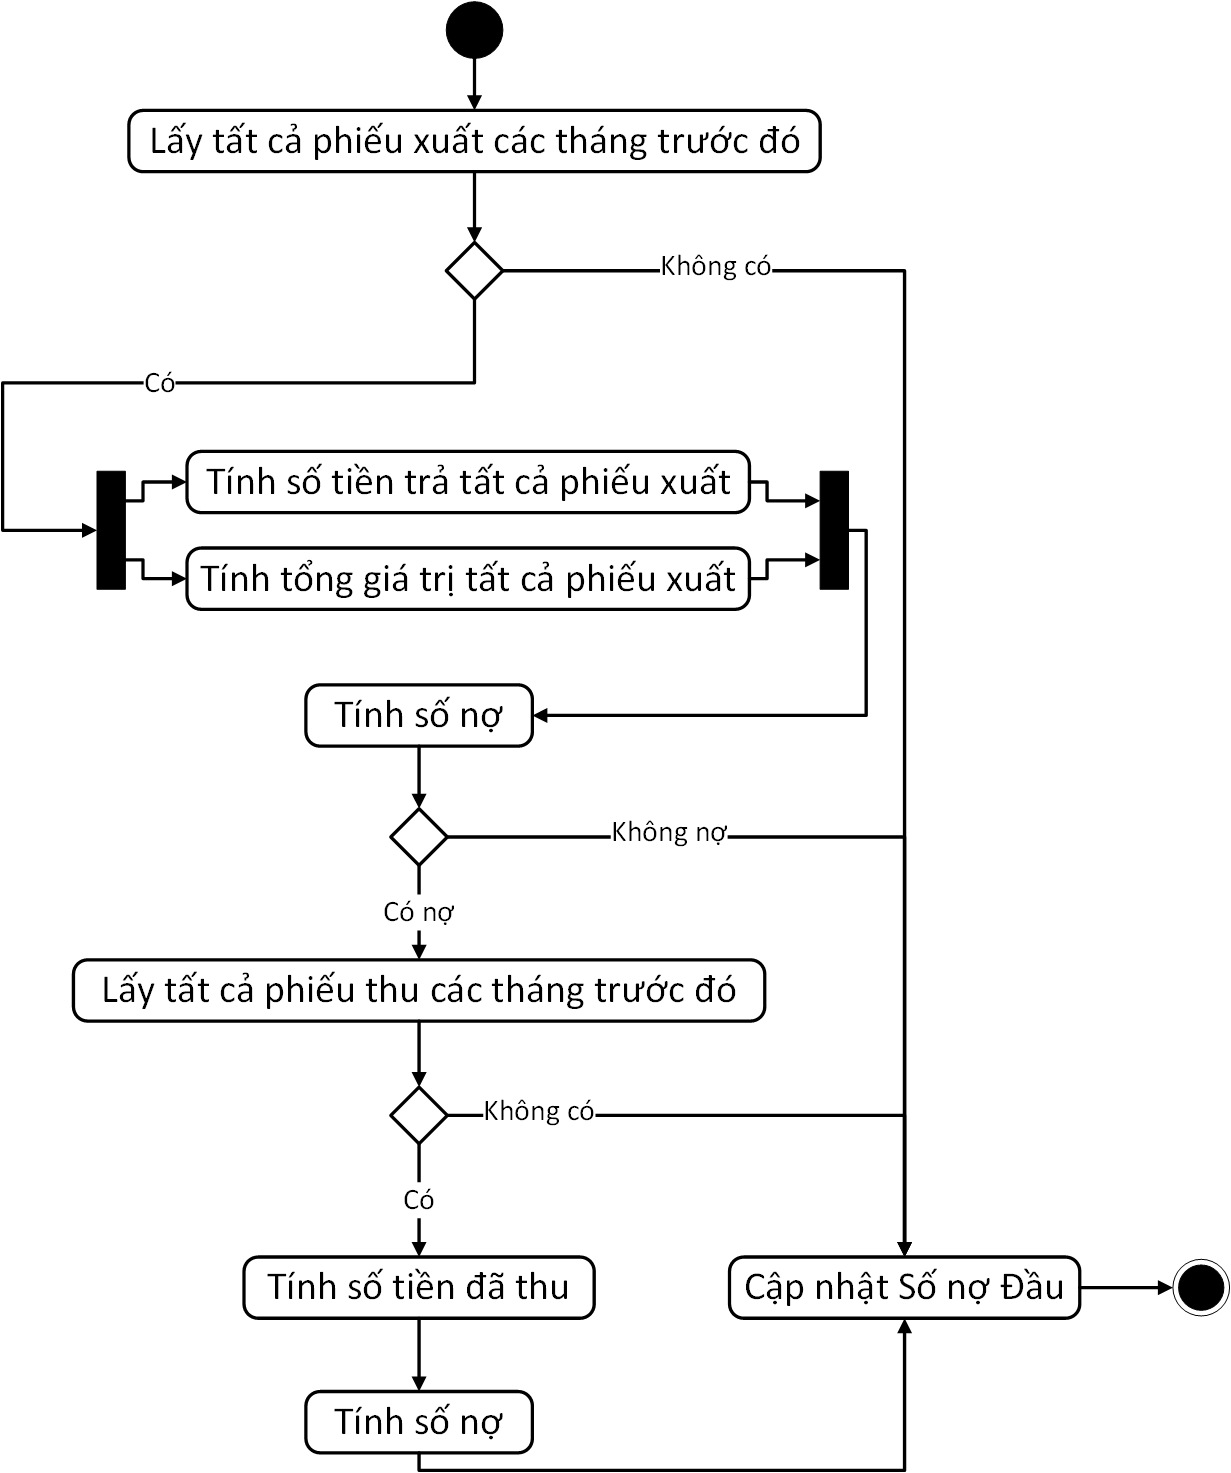 Lấy tất cả phiếu xuất các tháng trước đó
Không có
Có
Tính số tiền trả tất cả phiếu xuất
Tính tổng giá trị tất cả phiếu xuất
Tính số nợ
Không nợ
Có nợ
Lấy tất cả phiếu thu các tháng trước đó
Không có
Có
Tính số tiền đã thu
Cập nhật Số nợ Đầu
Tính số nợ